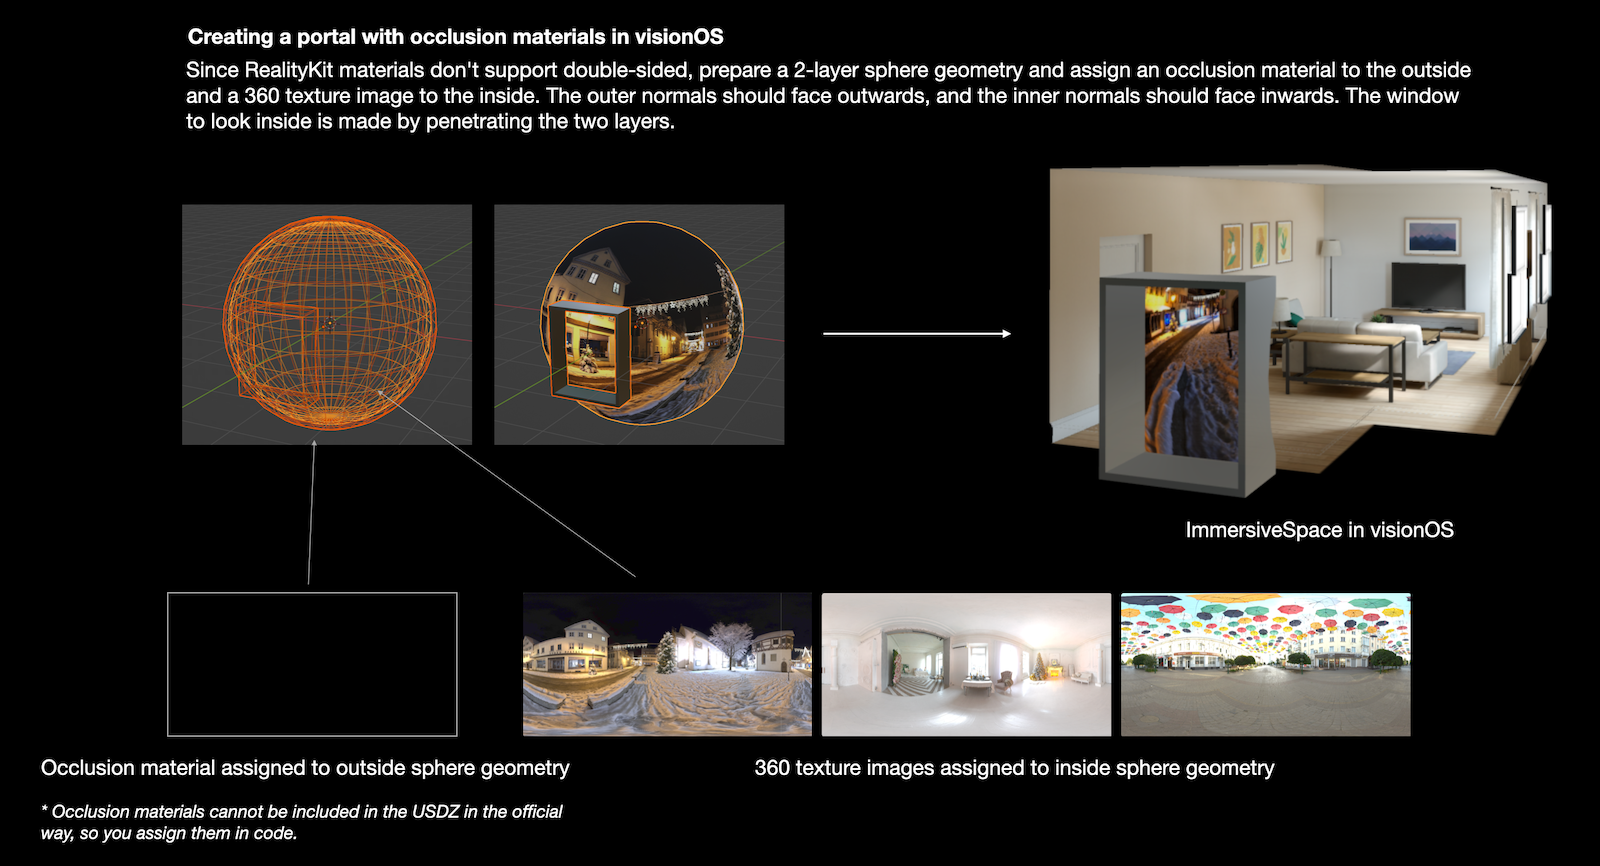 Creating a portal with occlusion materials in visionOS
Since RealityKit materials don't support double-sided, prepare a 2-layer sphere geometry and assign an occlusion material to the outside
and a 360 texture image to the inside. The outer normals should face outwards, and the inner normals should face inwards. The window
to look inside is made by penetrating the two layers.
ImmersiveSpace in visionOS
Occlusion material assigned to outside sphere geometry
360 texture images assigned to inside sphere geometry
* Occlusion materials cannot be included in the USDZ in the official
way, so you assign them in code.